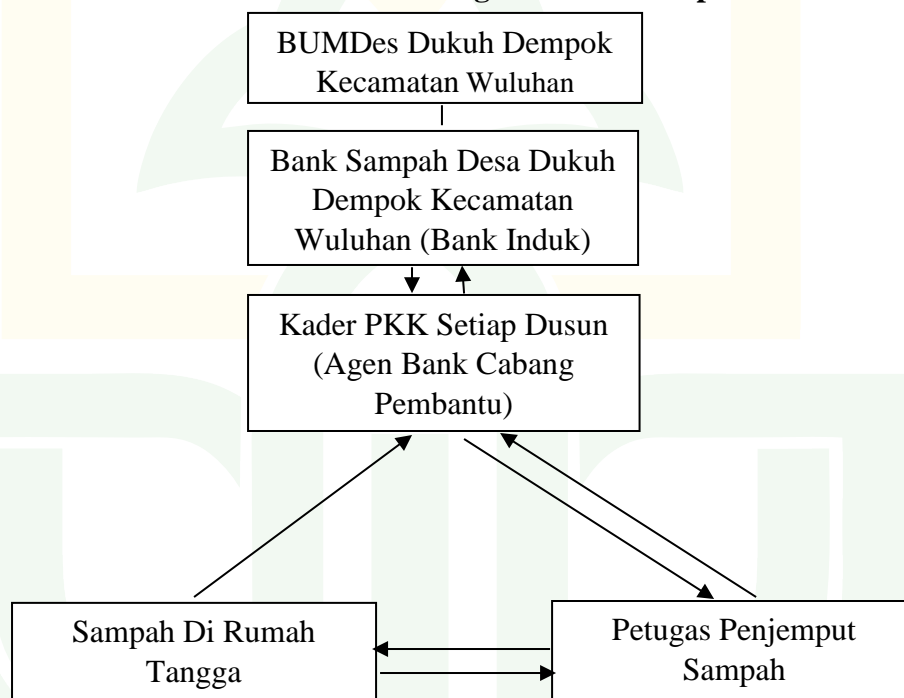 BUMDes Dukuh Dempok
Kecamatan Wuluhan
Bank Sampah Desa Dukuh
Dempok Kecamatan
Wuluhan (Bank Induk)
Kader PKK Setiap Dusun
(Agen Bank Cabang
Pembantu)
Sampah Di Rumah
Tangga
Petugas Penjemput
Sampah